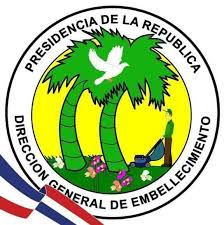 PRESIDENCIA DE LA REPUBLICA
DIRECCION GENERAL DE EMBELLECIMIENTO